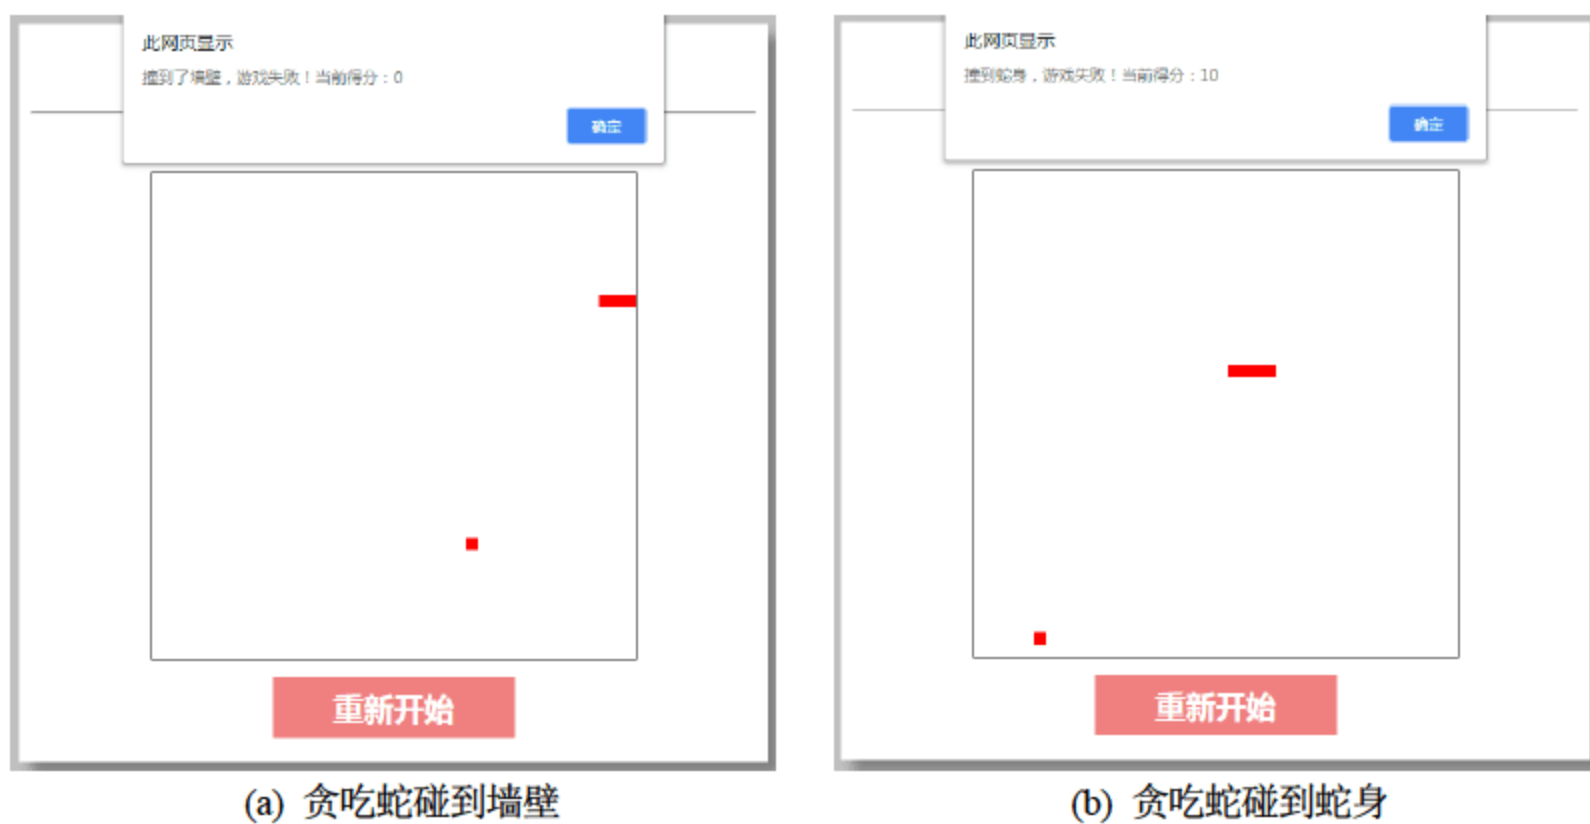 此网页显示
撞到了墙壁，游戏失败！当前得分：0
确定
重新开始
(a) 贪吃蛇碰到墙壁
此网页显示
撞到蛇身，游戏失败！当前得分：10
确定
重新开始
(b) 贪吃蛇碰到蛇身